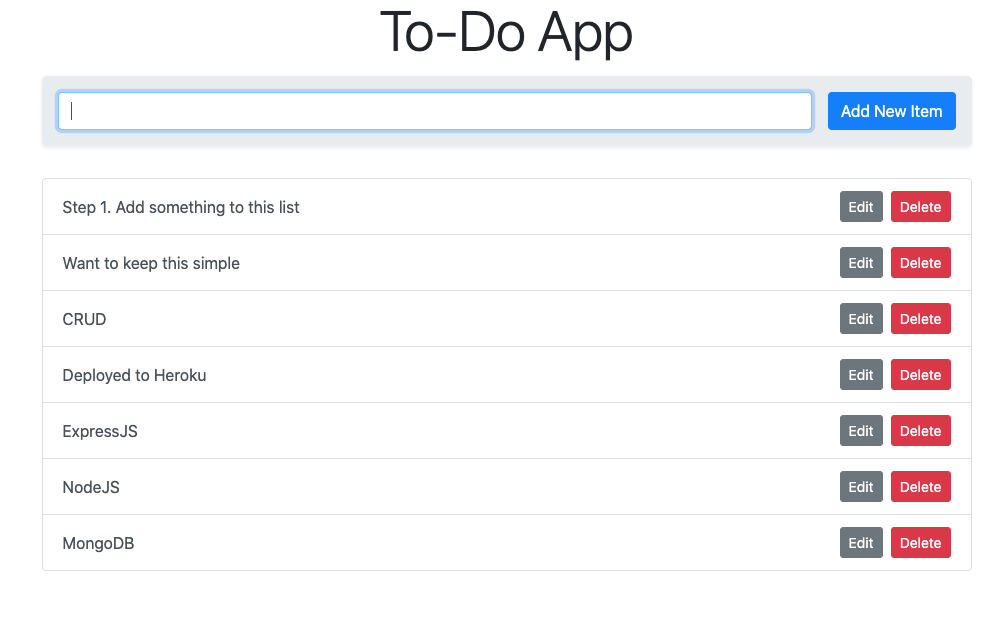 To-Do App
Add New Item
Step 1. Add something to this list Edit Delete
Want to keep this simple Edit Delete
CRUD Edit Delete
Deployed to Heroku Edit Delete
ExpressJS Edit Delete
NodeJS Edit Delete
MongoDB Edit Delete